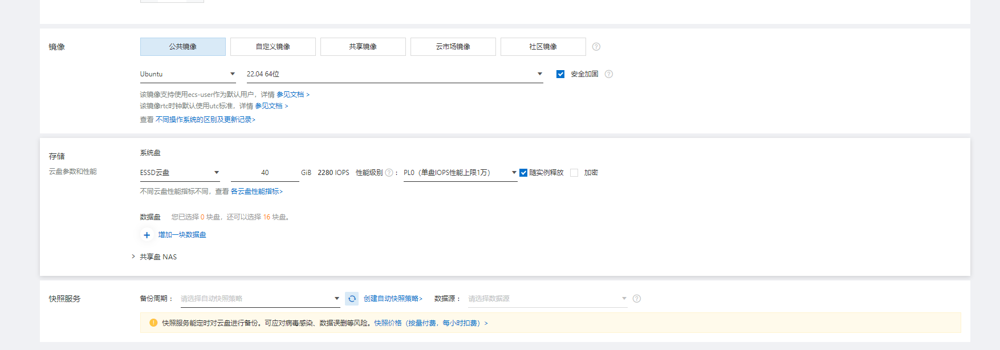 镜像
公共镜像 自定义镜像 共享镜像 云市场镜像 社区镜像
Ubuntu 22.04 64位 安全加固
该镜像支持使用ecs-user作为默认用户，详情 参见文档 >
该镜像rtc时钟默认使用utc标准，详情 参见文档 >
查看 不同操作系统的区别及更新记录>
存储
云盘参数和性能
系统盘
ESSD云盘 40 GiB 2280 IOPS 性能级别 ： PL0（单盘IOPS性能上限1万） 随实例释放 加密
不同云盘性能指标不同，查看 各云盘性能指标>
数据盘 您已选择 0 块盘，还可以选择 16 块盘。
+ 增加一块数据盘
> 共享盘 NAS
快照服务
备份周期： 请选择自动快照策略 创建自动快照策略> 数据源： 请选择数据源
快照服务能定时对云盘进行备份。可应对病毒感染、数据误删等风险。快照价格（按量付费，每小时扣费） >